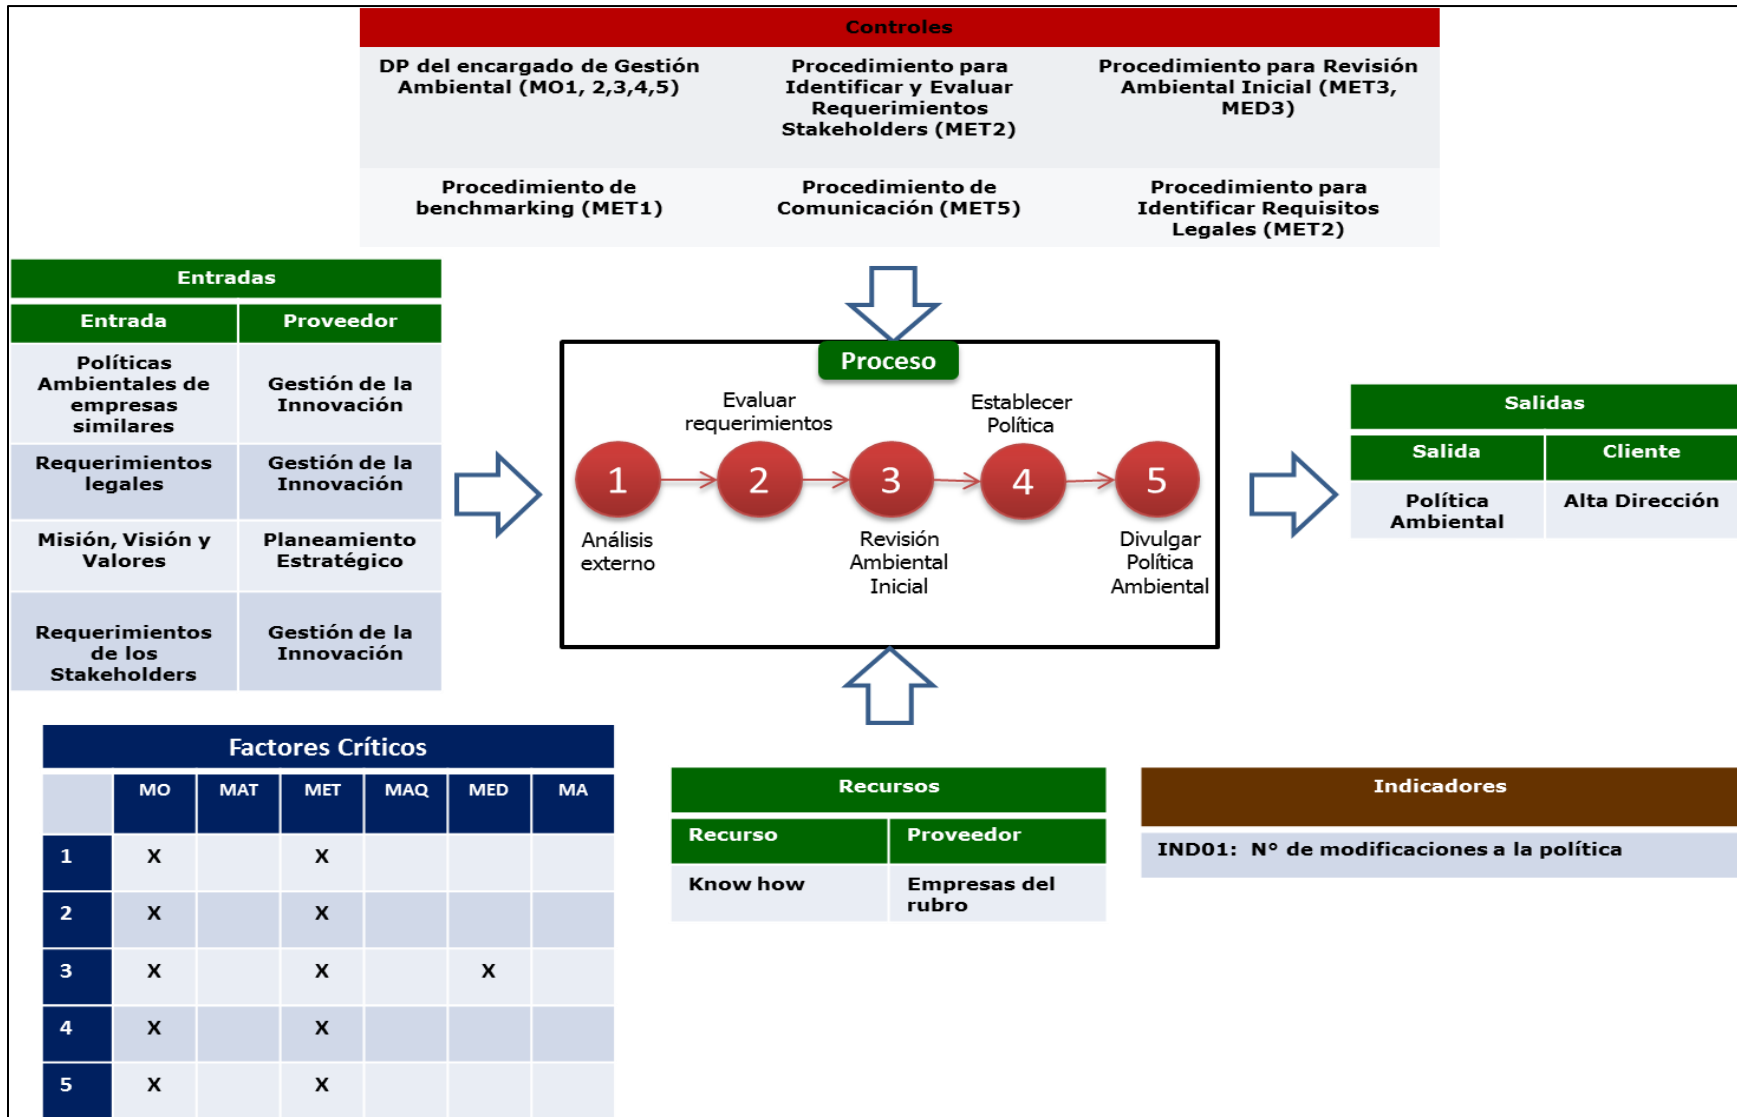 Controles
DP del encargado de Gestión
Ambiental (MO1, 2,3,4,5)
Procedimiento para
Identificar y Evaluar
Requerimientos
Stakeholders (MET2)
Procedimiento para Revisión
Ambiental Inicial (MET3,
MED3)
Procedimiento de
benchmarking (MET1)
Procedimiento de
Comunicación (MET5)
Procedimiento para
Identificar Requisitos
Legales (MET2)
Entradas
Entrada
Proveedor
Políticas
Ambientales de
empresas
similares
Gestión de la
Innovación
Requerimientos
legales
Gestión de la
Innovación
Misión, Visión y
Valores
Planeamiento
Estratégico
Requerimientos
de los
Stakeholders
Gestión de la
Innovación
Proceso
Evaluar
requerimientos
Establecer
Política
1
2
3
4
5
Análisis
externo
Revisión
Ambiental
Inicial
Divulgar
Política
Ambiental
Salidas
Salida
Cliente
Política
Ambiental
Alta Dirección
Factores Críticos
MO MAT MET MAQ MED MA
1 X X
2 X X
3 X X X
4 X X
5 X X
Recursos
Recurso
Proveedor
Know how
Empresas del
rubro
Indicadores
IND01: N° de modificaciones a la política